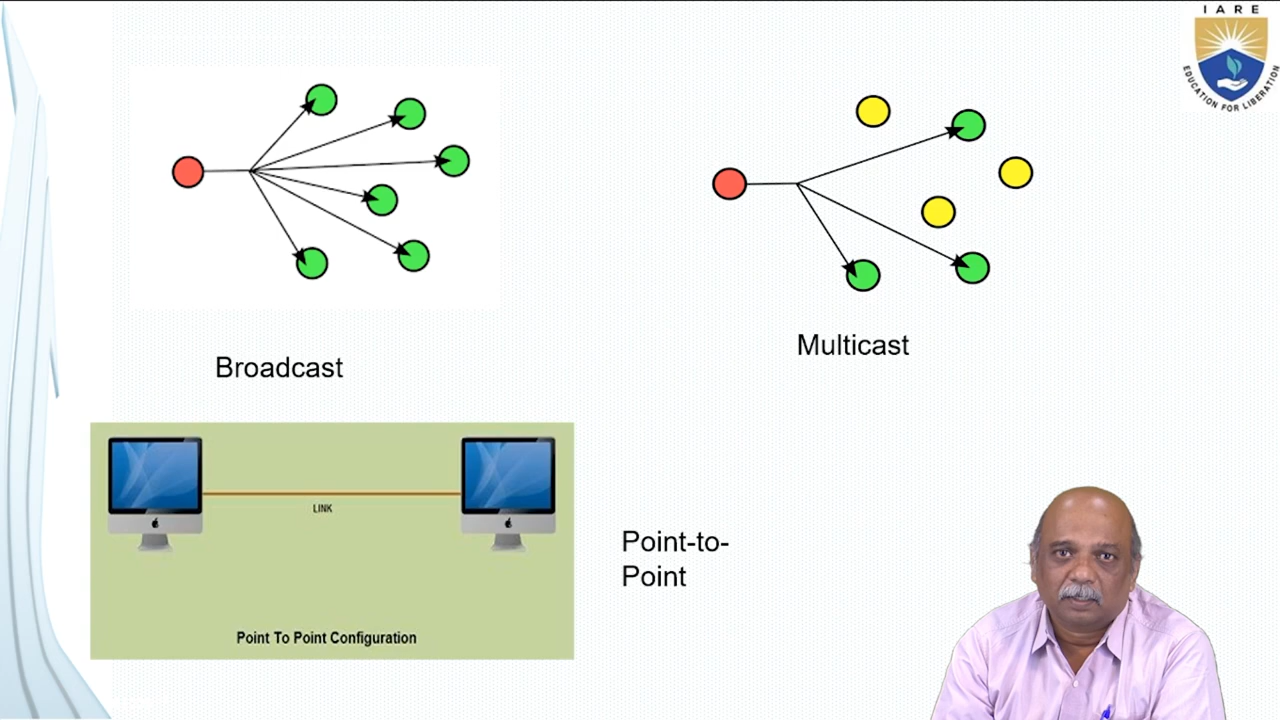 IARE
EDUCATION FOR LIBERATION
Broadcast
Multicast
LINK
Point To Point Configuration
Point-to-
Point